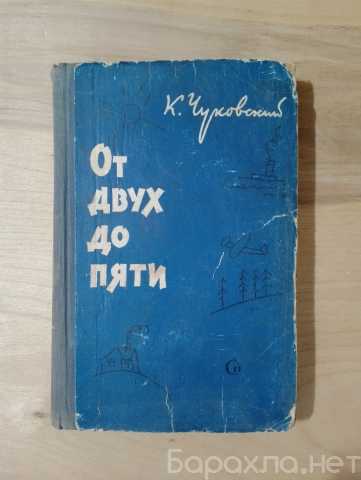 К. Чуковский
От
двух
до
пяти
Барахла.нет